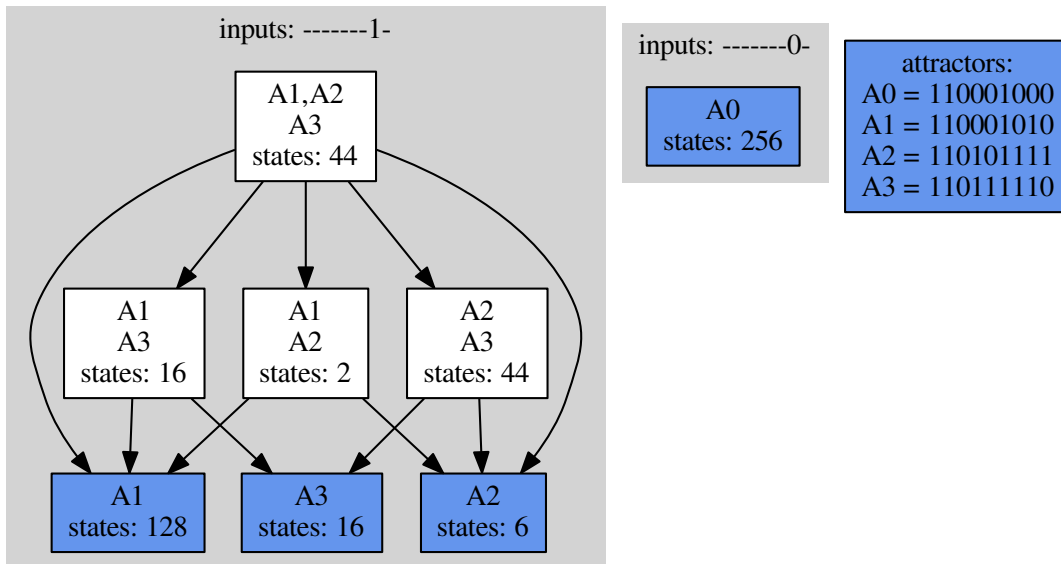 inputs: -------1-
A1,A2
A3
states: 44
A1
A3
states: 16
A1
A2
states: 2
A2
A3
states: 44
A1
states: 128
A3
states: 16
A2
states: 6
inputs: -------0-
A0
states: 256
attractors:
A0 = 110001000
A1 = 110001010
A2 = 110101111
A3 = 110111110